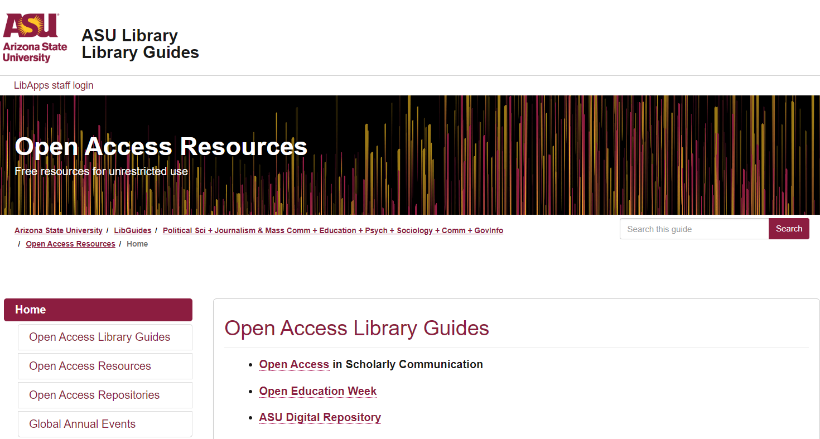 ASU
Arizona State
University
ASU Library
Library Guides
LibApps staff login
Open Access Resources
Free resources for unrestricted use
Arizona State University / LibGuides / Political Sci + Journalism & Mass Comm + Education + Psych + Sociology + Comm + GovInfo
/ Open Access Resources / Home
Search this guide
Search
Home
Open Access Library Guides
Open Access Resources
Open Access Repositories
Global Annual Events
Open Access Library Guides
• Open Access in Scholarly Communication
• Open Education Week
• ASU Digital Repository